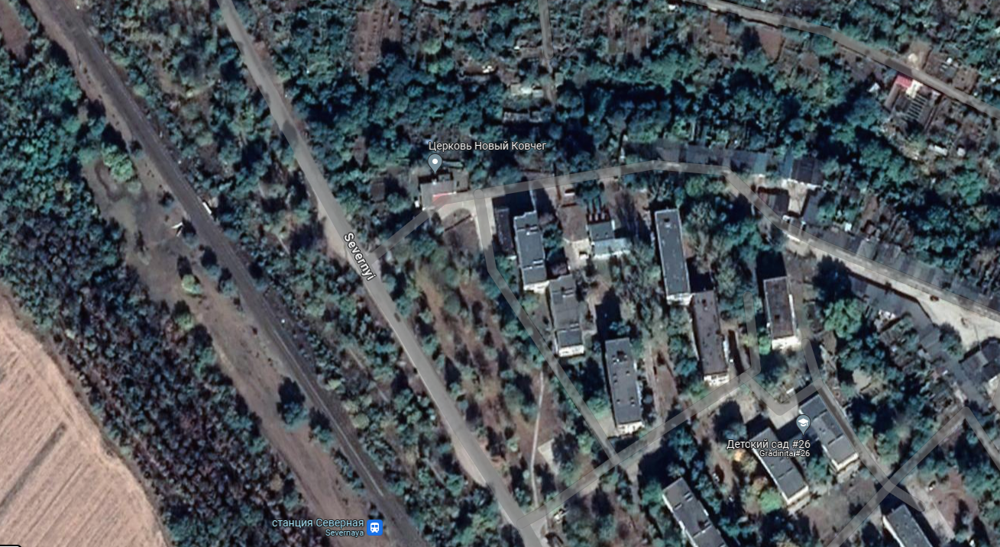 Церковь Новый Ковчег
Severnyi
Детский сад #26
Grădinița #26
станция Северная
Severnaya